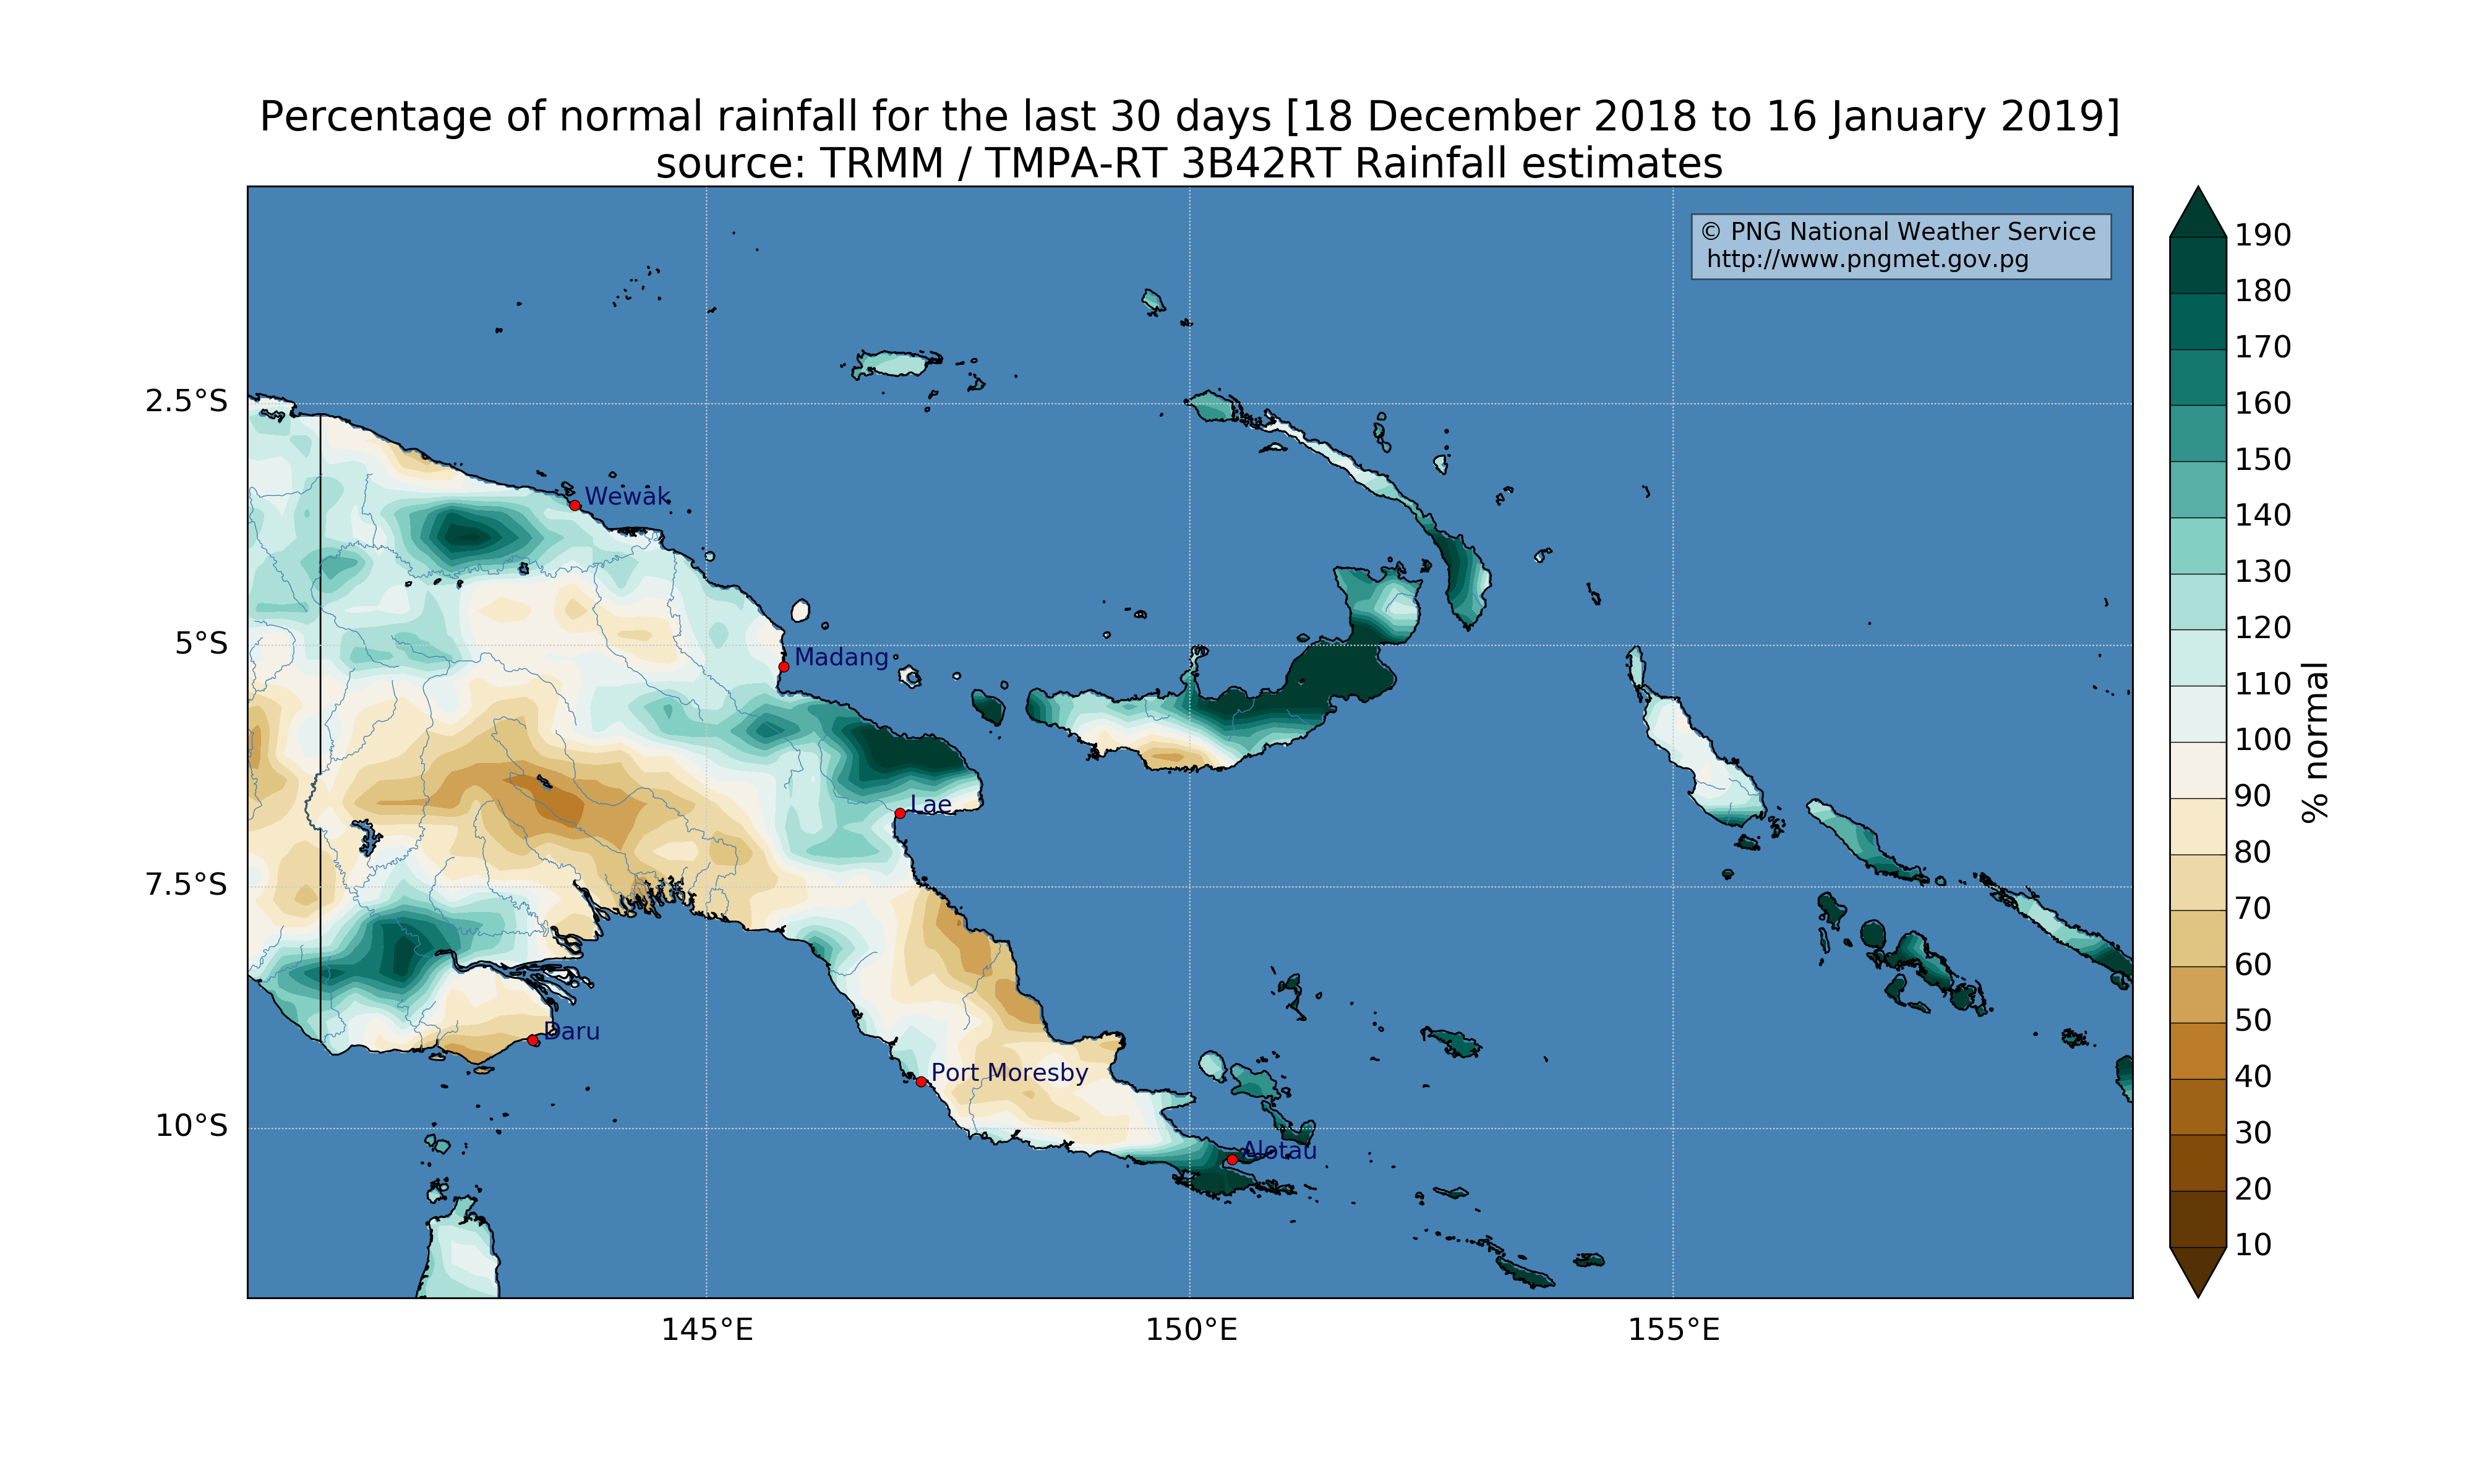 Percentage of normal rainfall for the last 30 days [18 December 2018 to 16 January 2019]
source: TRMM / TMPA-RT 3B42RT Rainfall estimates
© PNG National Weather Service
http://www.pngmet.gov.pg
2.5°S
5°S
7.5°S
10°S
Wewak
Madang
Lae
Daru
Port Moresby
Alotau
145°E
150°E
155°E
190
180
170
160
150
140
130
120
110
100
90
80
70
60
50
40
30
20
10
% normal